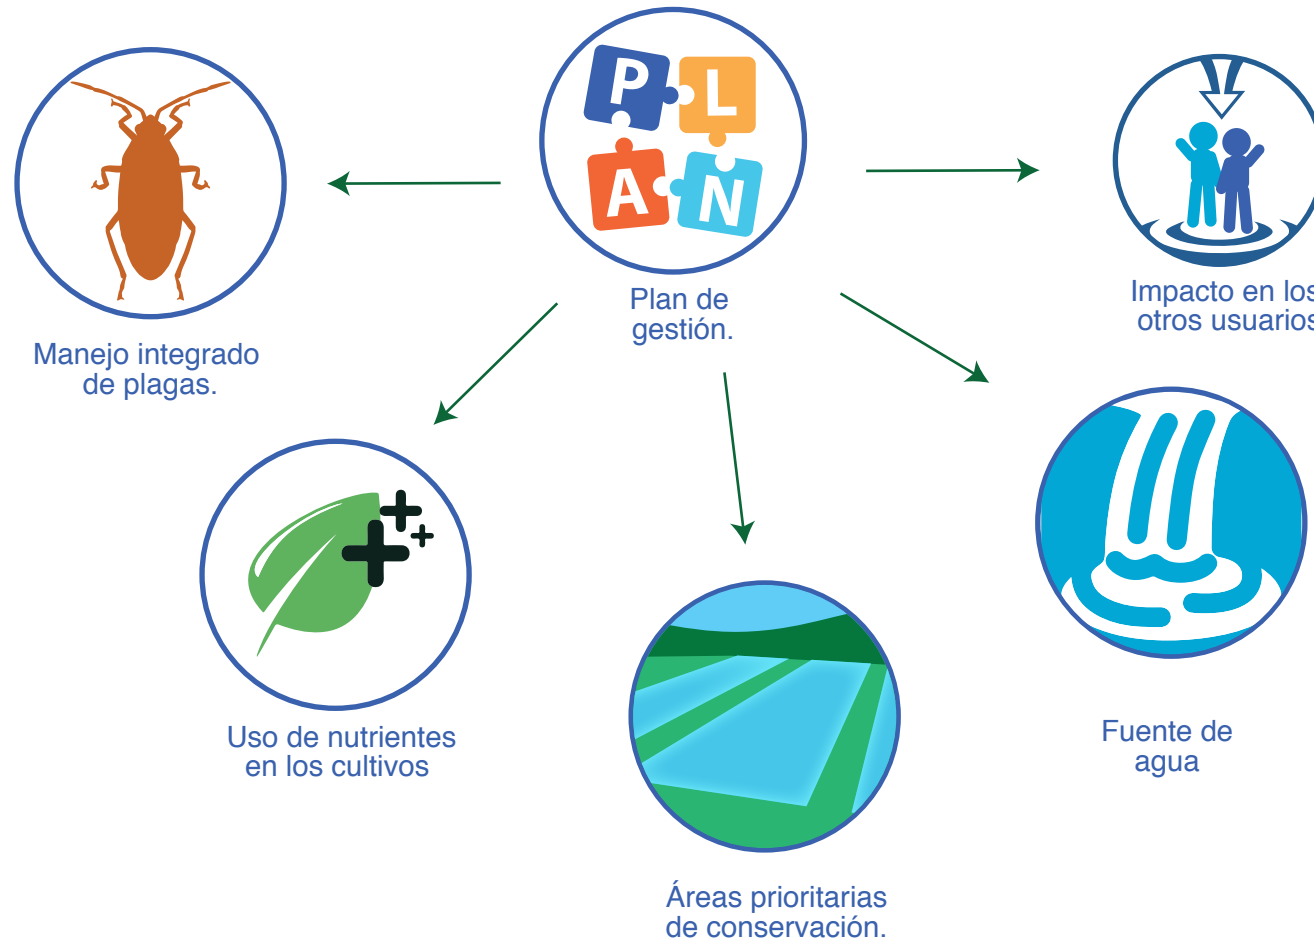 P L
A N
Plan de
gestión.
Impacto en los
otros usuarios
Manejo integrado
de plagas.
Uso de nutrientes
en los cultivos
Fuente de
agua
Áreas prioritarias
de conservación.